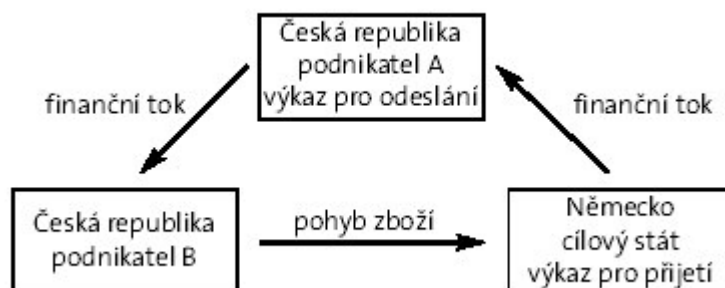 Česká republika
podnikatel A
výkaz pro odeslání
finanční tok
finanční tok
Česká republika
podnikatel B
pohyb zboží
Německo
cílový stát
výkaz pro přijetí